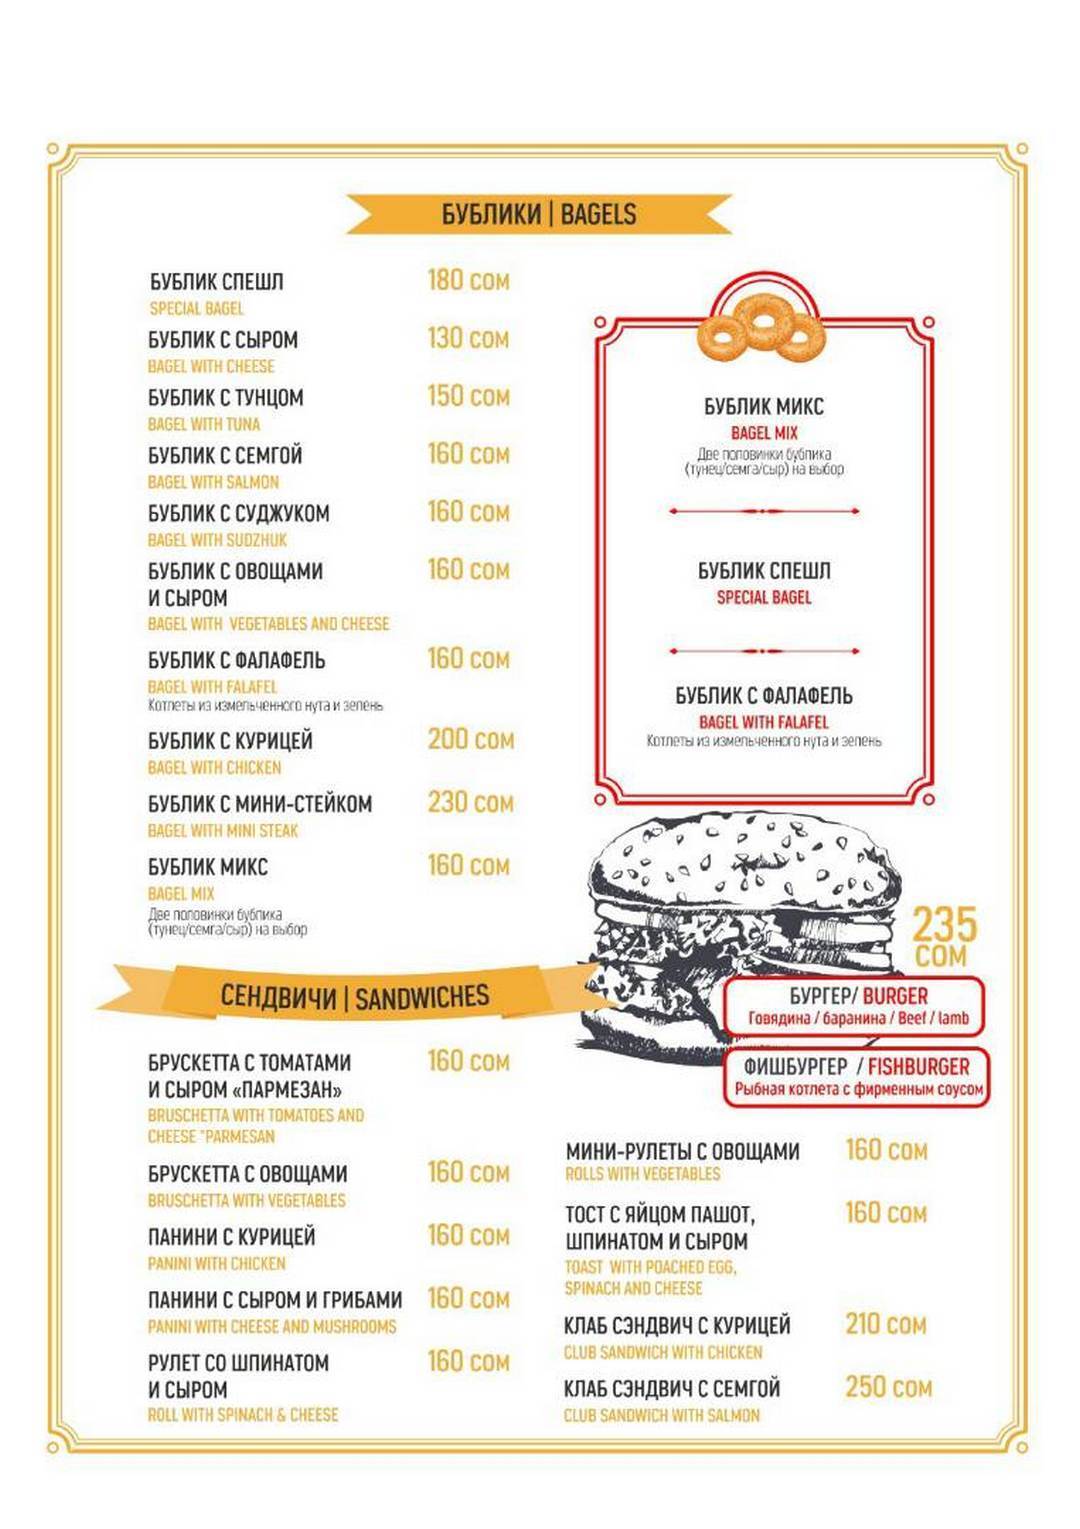 БУБЛИКИ | BAGELS
БУБЛИК СПЕШЛ 180 СОМ
SPECIAL BAGEL
БУБЛИК С СЫРОМ 130 СОМ
BAGEL WITH CHEESE
БУБЛИК С ТУНЦОМ 150 СОМ
BAGEL WITH TUNA
БУБЛИК С СЕМГОЙ 160 СОМ
BAGEL WITH SALMON
БУБЛИК С СУДЖУКОМ 160 СОМ
BAGEL WITH SUDZHUK
БУБЛИК С ОВОЩАМИ 160 СОМ
И СЫРОМ
BAGEL WITH VEGETABLES AND CHEESE
БУБЛИК С ФАЛАФЕЛЬ 160 СОМ
BAGEL WITH FALAFEL
Котлеты из измельченного нута и зелень
БУБЛИК С КУРИЦЕЙ 200 СОМ
BAGEL WITH CHICKEN
БУБЛИК С МИНИ-СТЕЙКОМ 230 СОМ
BAGEL WITH MINI STEAK
БУБЛИК МИКС 160 СОМ
BAGEL MIX
Две половинки бублика
(тунец/семга/сыр) на выбор
БУБЛИК МИКС
BAGEL MIX
Две половинки бублика
(тунец/семга/сыр) на выбор
БУБЛИК СПЕШЛ
SPECIAL BAGEL
БУБЛИК С ФАЛАФЕЛЬ
BAGEL WITH FALAFEL
Котлеты из измельченного нута и зелень
235
СОМ
БУРГЕР/ BURGER
Говядина / баранина / Beef / lamb
ФИШБУРГЕР / FISHBURGER
Рыбная котлета с фирменным соусом
СЕНДВИЧИ | SANDWICHES
БРУСКЕТТА С ТОМАТАМИ 160 СОМ
И СЫРОМ «ПАРМЕЗАН»
BRUSCHETTA WITH TOMATOES AND
CHEESE "PARMESAN
БРУСКЕТТА С ОВОЩАМИ 160 СОМ
BRUSCHETTA WITH VEGETABLES
ПАНИНИ С КУРИЦЕЙ 160 СОМ
PANINI WITH CHICKEN
ПАНИНИ С СЫРОМ И ГРИБАМИ 160 СОМ
PANINI WITH CHEESE AND MUSHROOMS
РУЛЕТ СО ШПИНАТОМ 160 СОМ
И СЫРОМ
ROLL WITH SPINACH & CHEESE
МИНИ-РУЛЕТЫ С ОВОЩАМИ 160 СОМ
ROLLS WITH VEGETABLES
ТОСТ С ЯЙЦОМ ПАШОТ, 160 СОМ
ШПИНАТОМ И СЫРОМ
TOAST WITH POACHED EGG,
SPINACH AND CHEESE
КЛАБ СЭНДВИЧ С КУРИЦЕЙ 210 СОМ
CLUB SANDWICH WITH CHICKEN
КЛАБ СЭНДВИЧ С СЕМГОЙ 250 СОМ
CLUB SANDWICH WITH SALMON